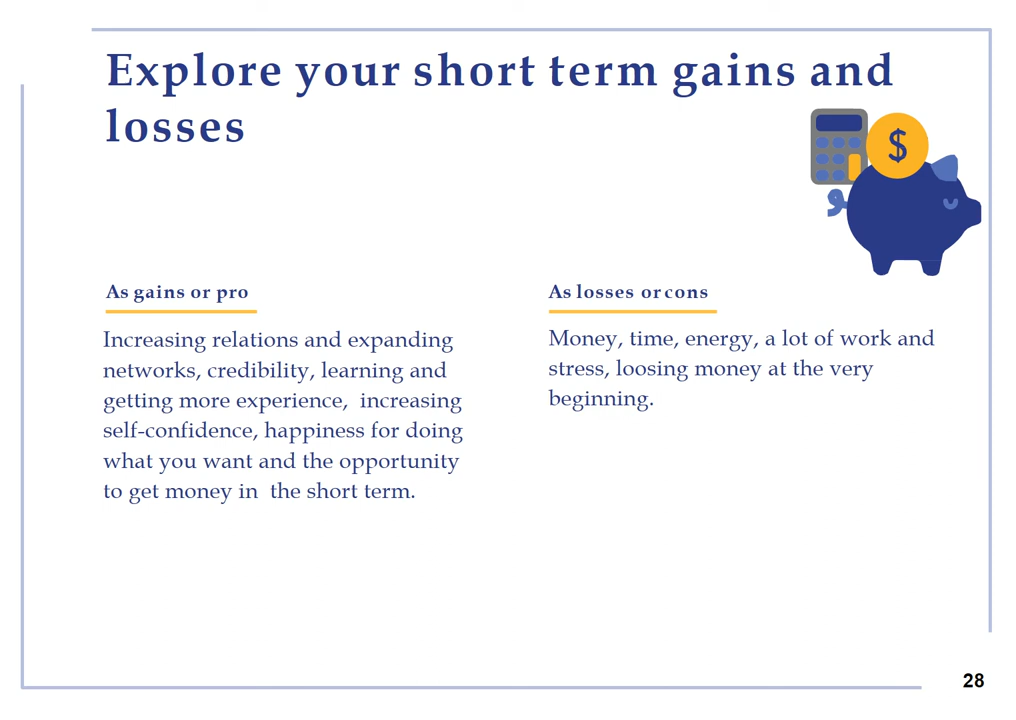 Explore your short term gains and
losses
$
As gains or pro
Increasing relations and expanding
networks, credibility, learning and
getting more experience, increasing
self-confidence, happiness for doing
what you want and the opportunity
to get money in the short term.
As losses or cons
Money, time, energy, a lot of work and
stress, loosing money at the very
beginning.
28